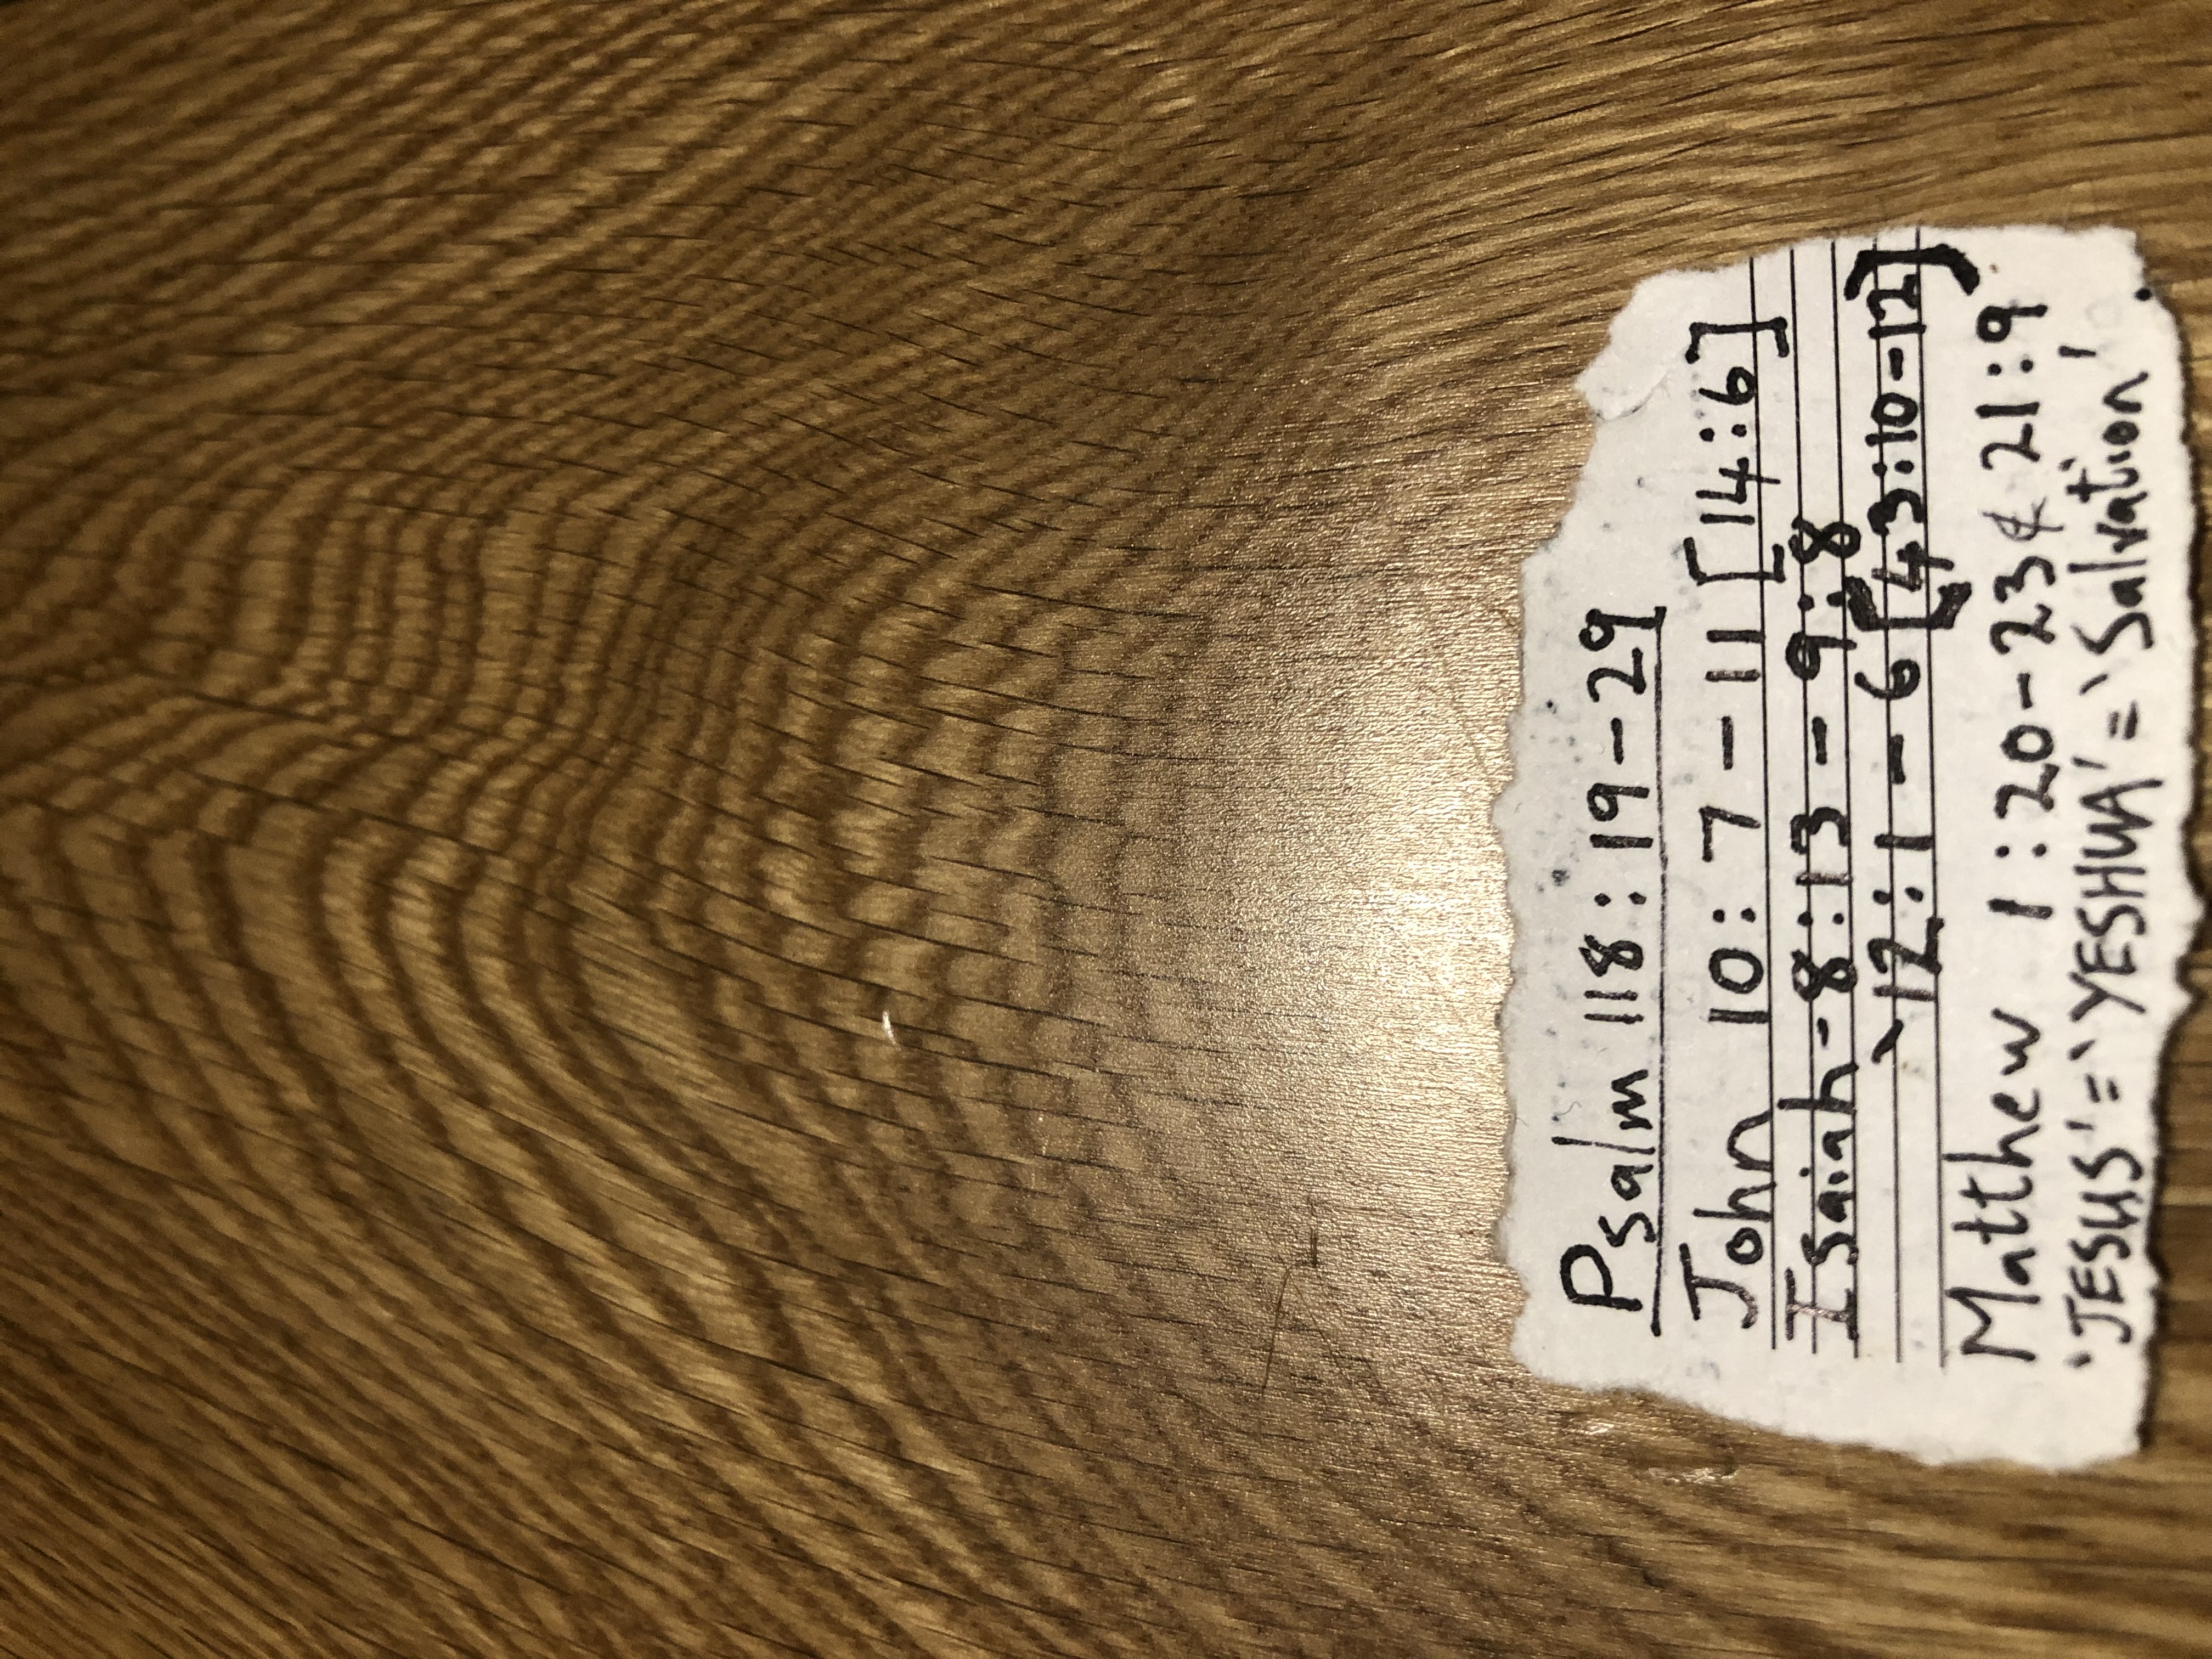 Psalm 118:19-29
John 10:7-11 [14:6]
Isaiah-8:13-9:8
`12:1-6 [43:10-12]
Matthew 1:20-23 & 21:9
'JESUS'=`YESHUA'=`Salvation'